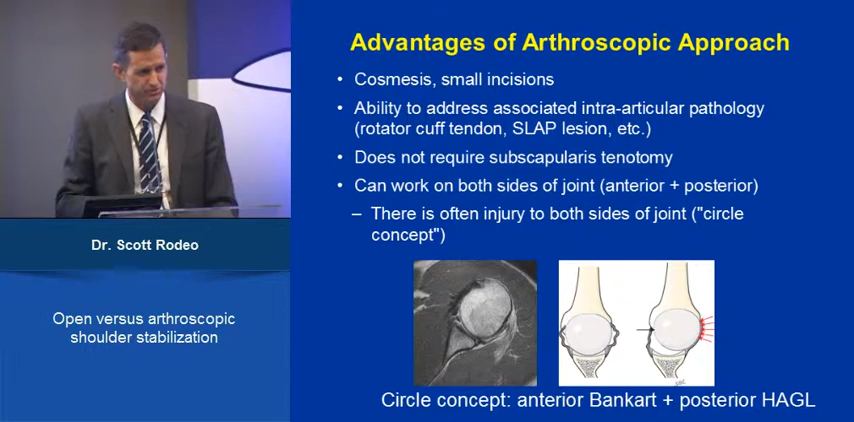 Advantages of Arthroscopic Approach
• Cosmesis, small incisions
• Ability to address associated intra-articular pathology
(rotator cuff tendon, SLAP lesion, etc.)
• Does not require subscapularis tenotomy
• Can work on both sides of joint (anterior + posterior)
– There is often injury to both sides of joint ("circle
concept")
Circle concept: anterior Bankart + posterior HAGL
Dr. Scott Rodeo
Open versus arthroscopic
shoulder stabilization